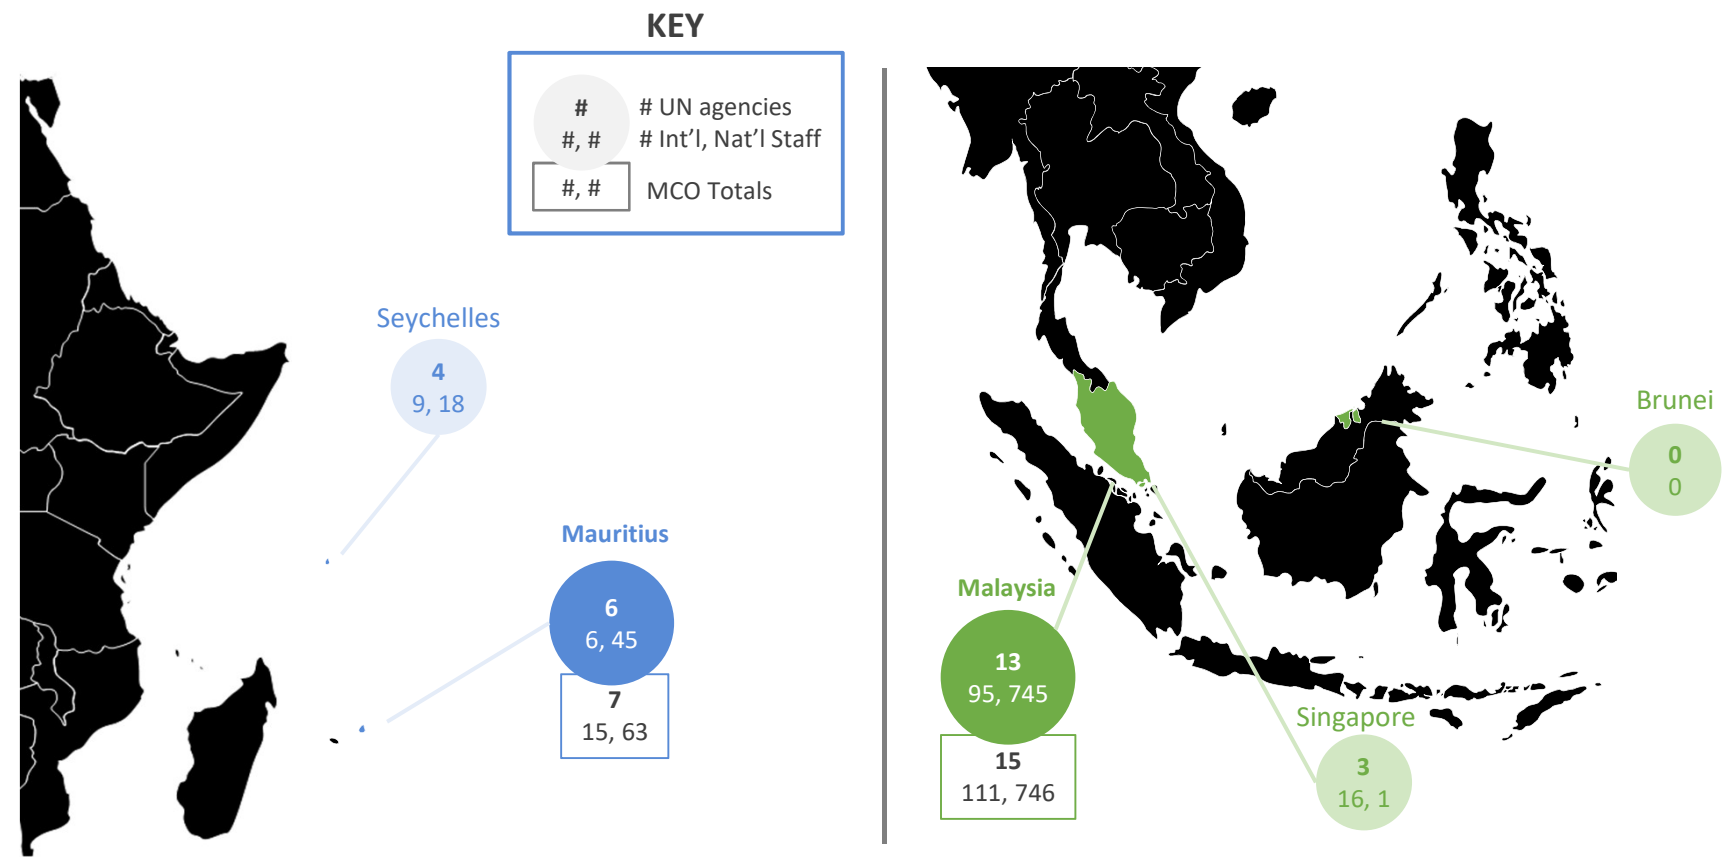 KEY
#
#, #
# UN agencies
# Int'l, Nat'l Staff
#, #
MCO Totals
Seychelles
4
9, 18
Mauritius
6
6, 45
7
15, 63
Brunei
0
0
Malaysia
13
95, 745
15
111, 746
Singapore
3
16, 1